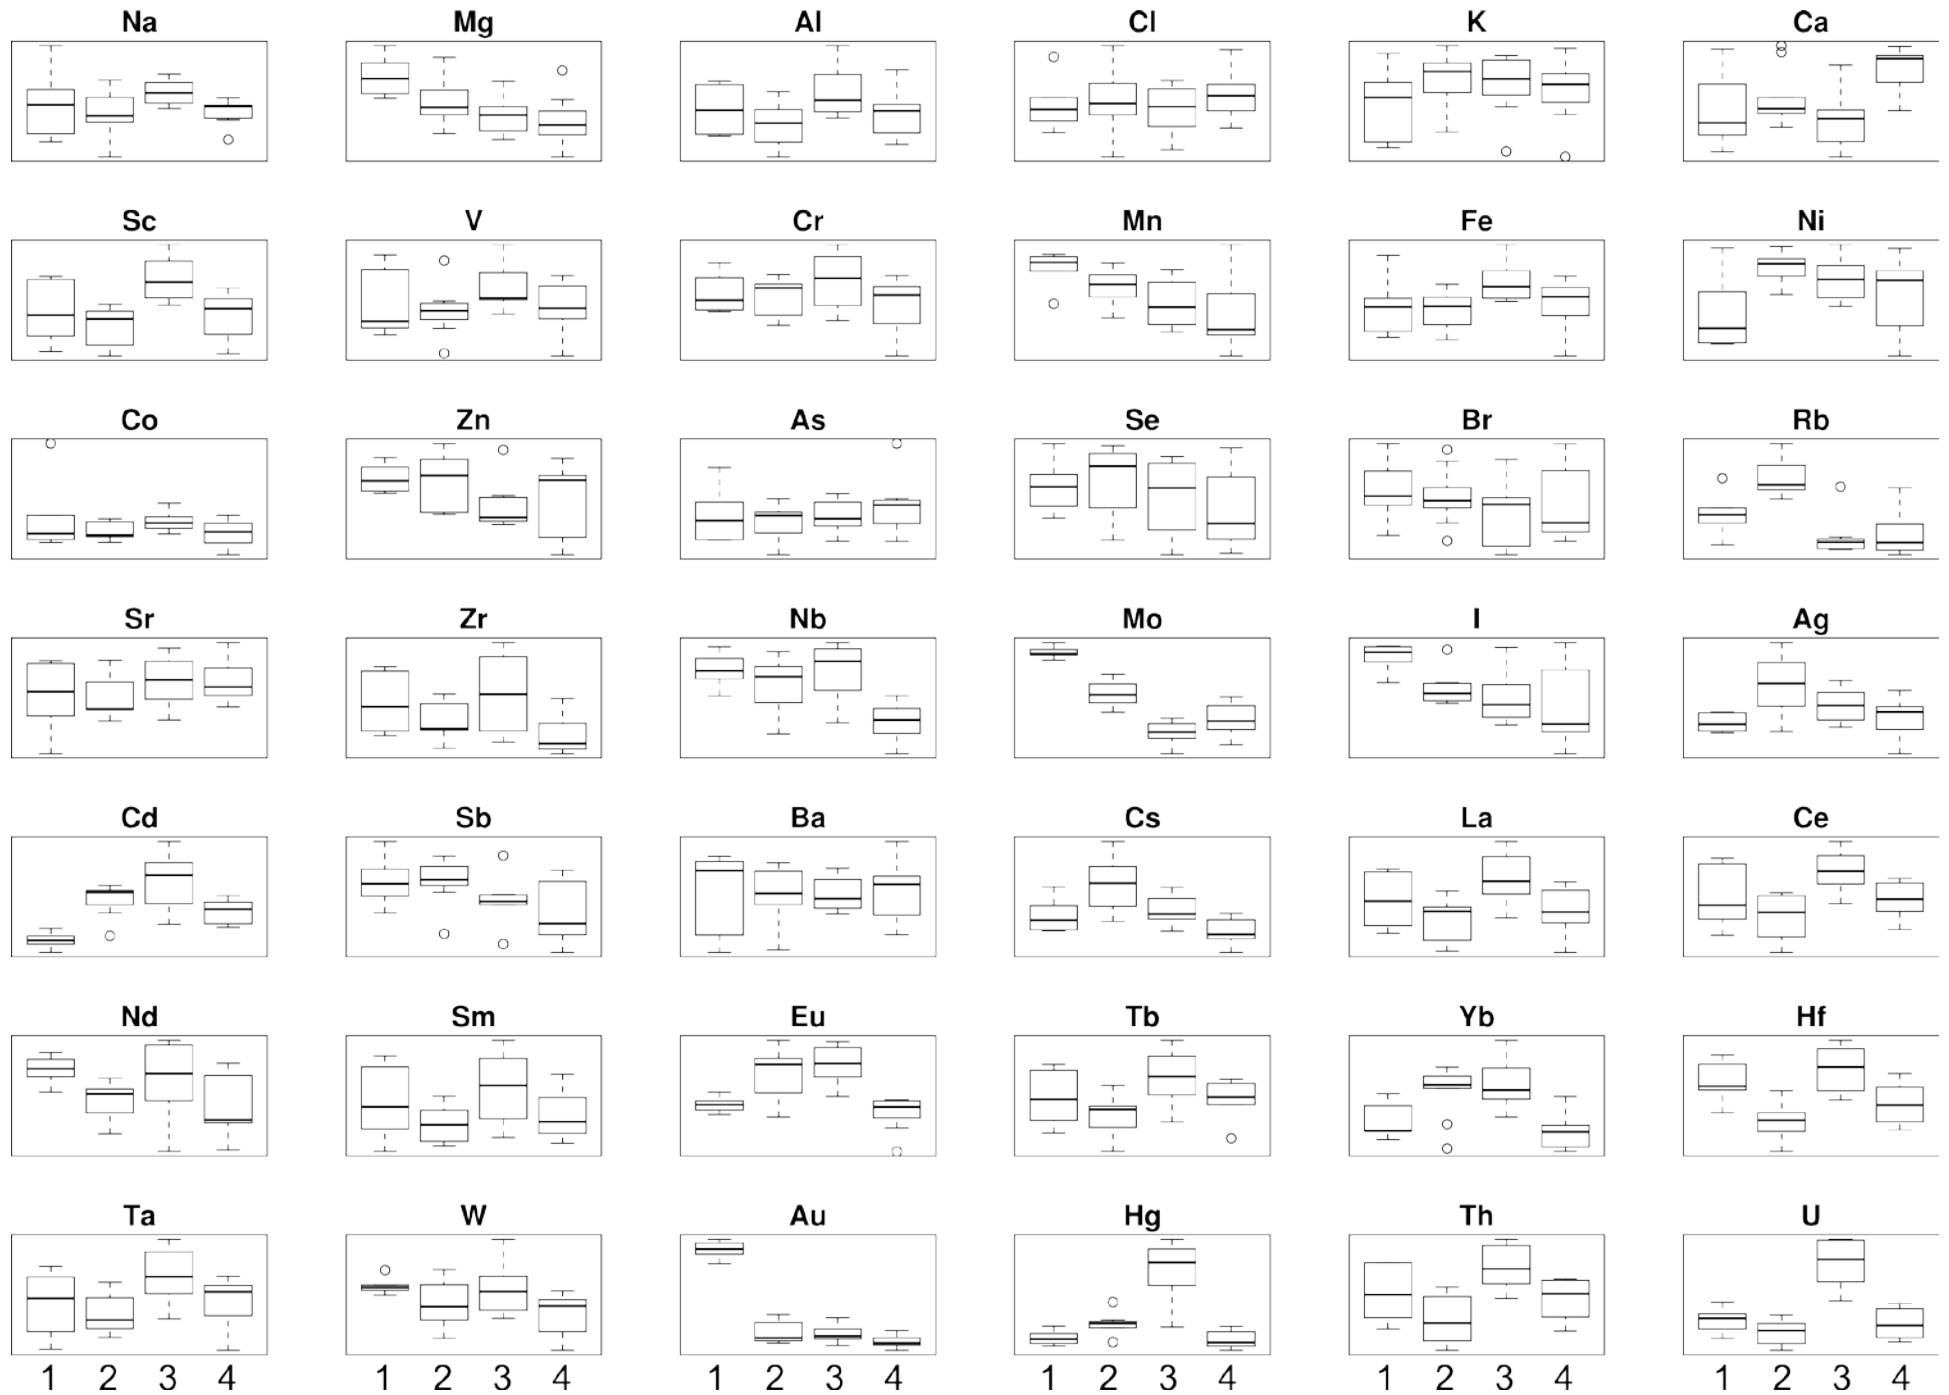 Na Mg Al Cl K Ca
Sc V Cr Mn Fe Ni
Co Zn As Se Br Rb
Sr Zr Nb Mo I Ag
Cd Sb Ba Cs La Ce
Nd Sm Eu Tb Yb Hf
Ta W Au Hg Th U
1 2 3 4 1 2 3 4 1 2 3 4 1 2 3 4 1 2 3 4 1 2 3 4